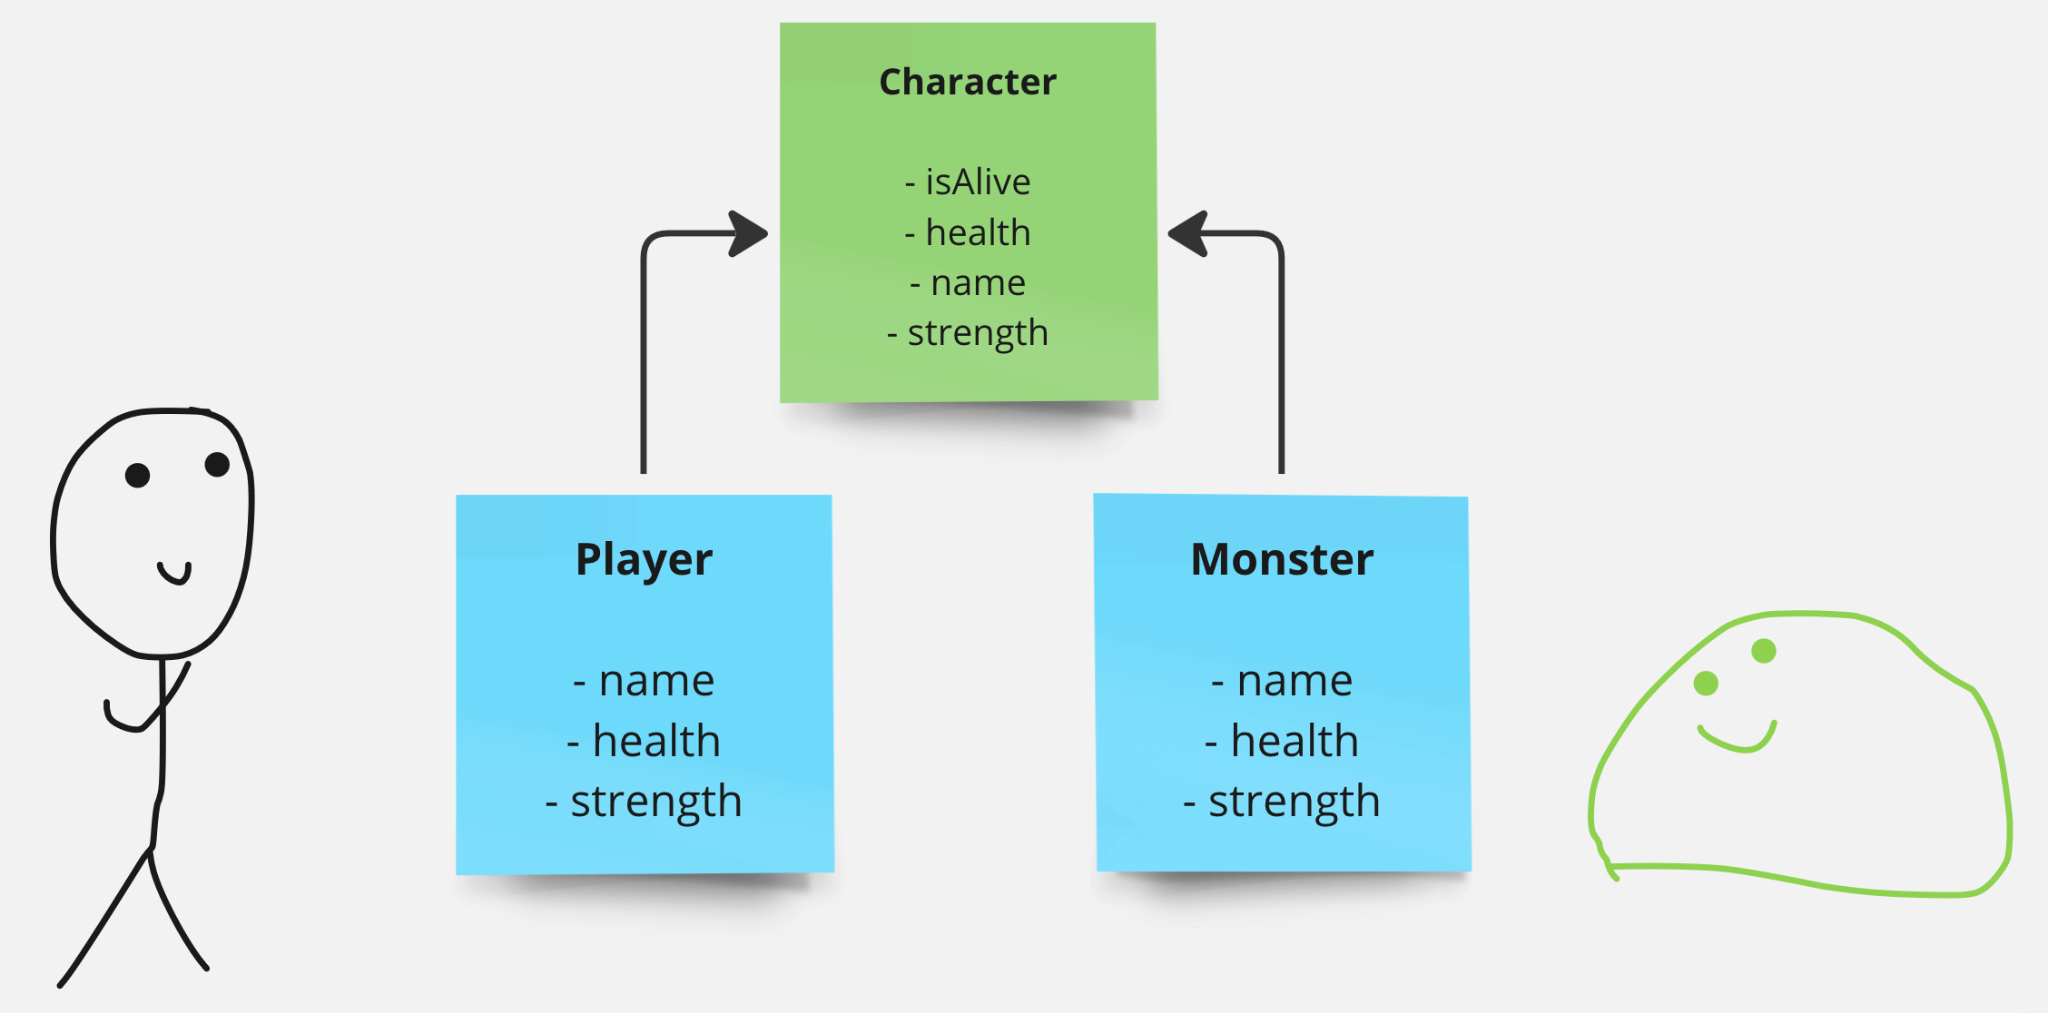 Character
- isAlive
- health
- name
- strength
Player
- name
- health
- strength
Monster
- name
- health
- strength